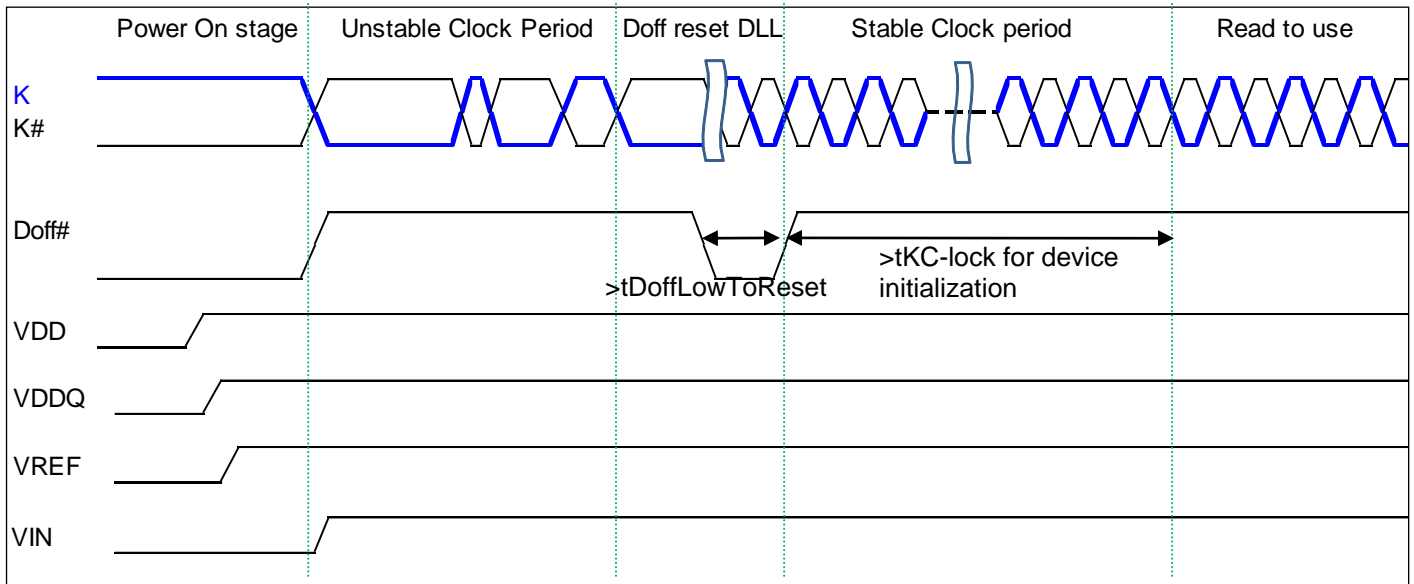 Power On stage Unstable Clock Period Doff reset DLL Stable Clock period Read to use
K
K#
Doff#
>tDoffLowToReset
>tKC-lock for device
initialization
VDD
VDDQ
VREF
VIN